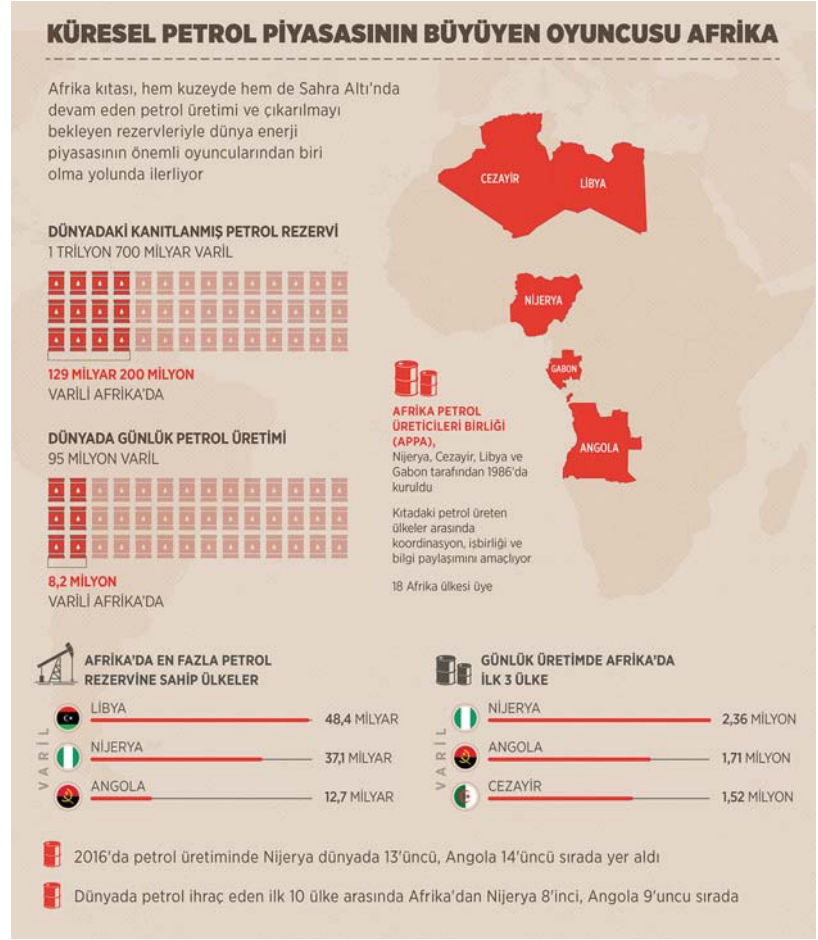 KÜRESEL PETROL PİYASASININ BÜYÜYEN OYUNCUSU AFRİKA
Afrika kıtası, hem kuzeyde hem de Sahra Altı'nda
devam eden petrol üretimi ve çıkarılmayı
bekleyen rezervleriyle dünya enerji
piyasasının önemli oyuncularından biri
olma yolunda ilerliyor
DÜNYADAKİ KANITLANMIŞ PETROL REZERVİ
1 TRİLYON 700 MİLYAR VARİL
129 MİLYAR 200 MİLYON
VARİLİ AFRİKA'DA
DÜNYADA GÜNLÜK PETROL ÜRETİMİ
95 MİLYON VARİL
8,2 MİLYON
VARİLİ AFRİKA'DA
CEZAYİR
LİBYA
NİJERYA
GABON
ANGOLA
AFRİKA PETROL
ÜRETİCİLERİ BİRLİĞİ
(APPA),
Nijerya, Cezayir, Libya ve
Gabon tarafından 1986'da
kuruldu
Kıtadaki petrol üreten
ülkeler arasında
koordinasyon, işbirliği ve
bilgi paylaşımını amaçlıyor
18 Afrika ülkesi üye
AFRİKA'DA EN FAZLA PETROL
REZERVİNE SAHİP ÜLKELER
VARİL
LİBYA
48,4 MİLYAR
NİJERYA
37,1 MİLYAR
ANGOLA
12,7 MİLYAR
GÜNLÜK ÜRETİMDE AFRİKA'DA
İLK 3 ÜLKE
VARİL
NİJERYA
2,36 MİLYON
ANGOLA
1,71 MİLYON
CEZAYİR
1,52 MİLYON
2016'da petrol üretiminde Nijerya dünyada 13'üncü, Angola 14'üncü sırada yer aldı
Dünyada petrol ihraç eden ilk 10 ülke arasında Afrika'dan Nijerya 8'inci, Angola 9'uncu sırada